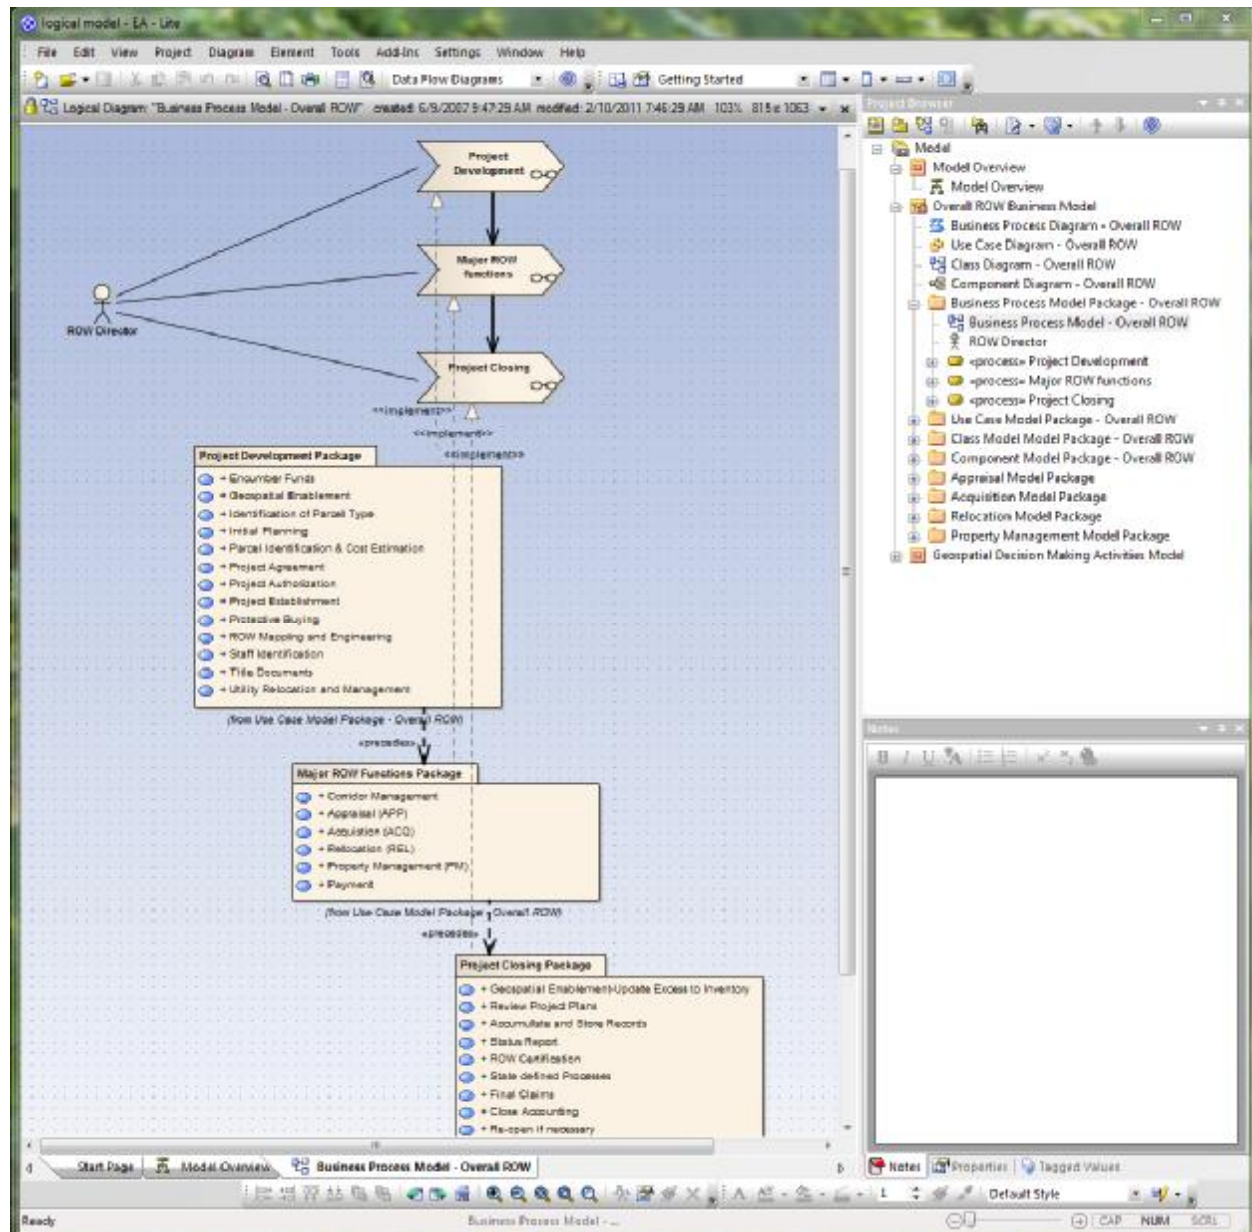 logical model - EA - Lite
File Edit View Project Diagram Element Tools Add-Ins Settings Window Help
Data Flow Diagrams
Getting Started
Logical Diagram: "Business Process Model - Overall ROW" created: 6/9/2007 9:47:29 AM modified: 2/10/2011 7:46:29 AM 103% 815 x 1063
Project
Development
Major ROW
functions
ROW Director
Project Closing
<<implement>>
<<implement>>
<<implement>>
Project Development Package
+ Encumber Funds
+ Geospatial Enablement
+ Identification of Parcel Type
+ Initial Planning
+ Parcel Identification & Cost Estimation
+ Project Agreement
+ Project Authorization
+ Project Establishment
+ Protective Buying
+ ROW Mapping and Engineering
+ Staff Identification
+ Title Documents
+ Utility Relocation and Management
(from Use Case Model Package - Overall ROW)
«precedes»
Major ROW Functions Package
+ Corridor Management
+ Appraisal (APP)
+ Acquistion (ACQ)
+ Relocation (REL)
+ Property Management (PM)
+ Payment
(from Use Case Model Package - Overall ROW)
«precedes»
Project Closing Package
+ Geospatial Enablement-Update Excess to Inventory
+ Review Project Plans
+ Accumullate and Store Records
+ Status Report
+ ROW Certification
+ State defined Processes
+ Final Claims
+ Close Accounting
+ Re-open if necessary
Start Page Model Overview Business Process Model - Overall ROW
Project Browser
Model
Model Overview
Model Overview
Overall ROW Business Model
Business Process Diagram - Overall ROW
Use Case Diagram - Overall ROW
Class Diagram - Overall ROW
Component Diagram - Overall ROW
Business Process Model Package - Overall ROW
Business Process Model - Overall ROW
ROW Director
«process» Project Development
«process» Major ROW functions
«process» Project Closing
Use Case Model Package - Overall ROW
Class Model Model Package - Overall ROW
Component Model Package - Overall ROW
Appraisal Model Package
Acquisition Model Package
Relocation Model Package
Property Management Model Package
Geospatial Decision Making Activities Model
Notes
B I U
Notes Properties Tagged Values
A 1 Default Style
Ready
Business Process Model - ...
CAP NUM SCRL